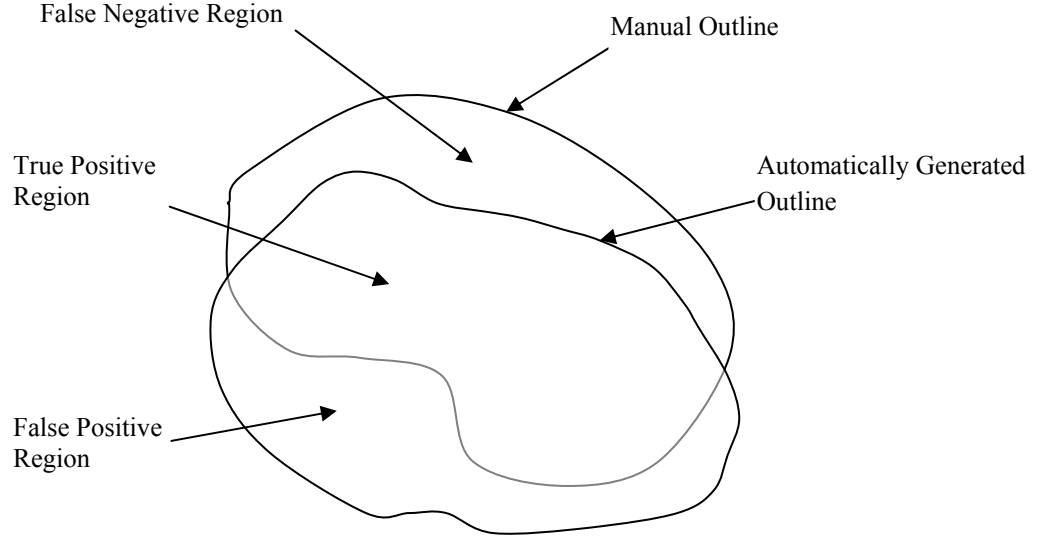 False Negative Region
Manual Outline
True Positive
Region
Automatically Generated
Outline
False Positive
Region